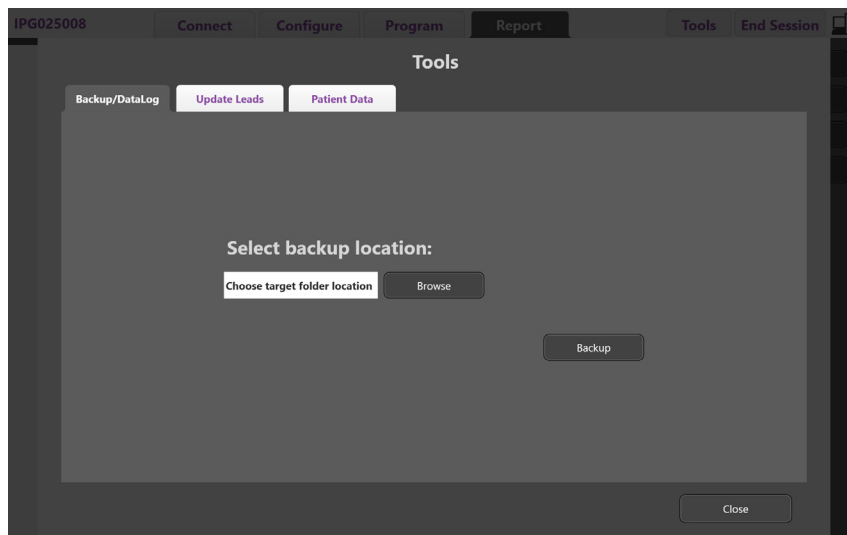 IPG025008 Connect Configure Program Report Tools End Session
Tools
Backup/DataLog Update Leads Patient Data
Select backup location:
Choose target folder location Browse
Backup
Close